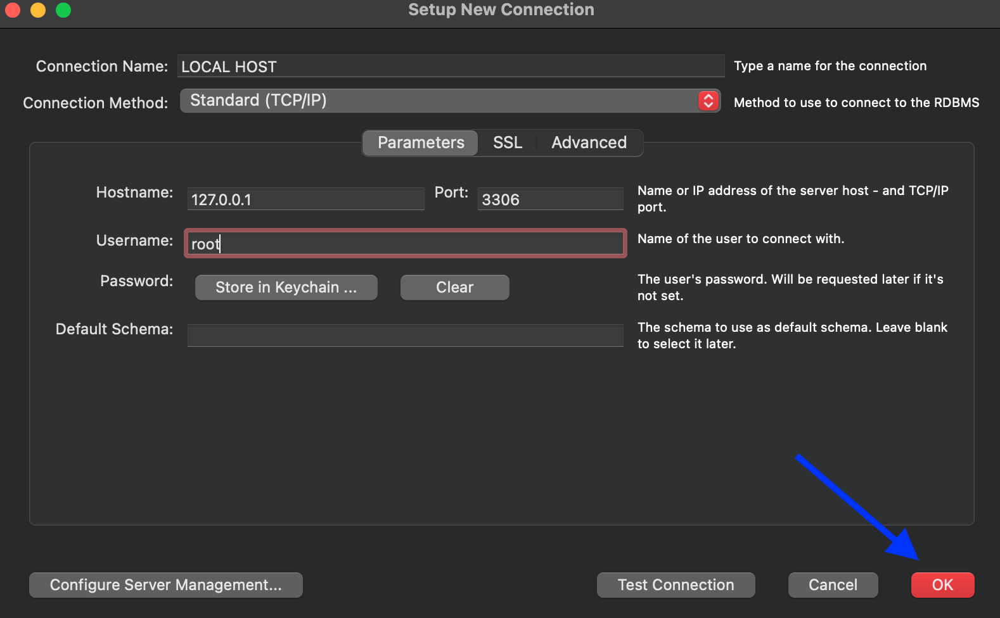 Setup New Connection
Connection Name: LOCAL HOST Type a name for the connection
Connection Method: Standard (TCP/IP) Method to use to connect to the RDBMS
Parameters SSL Advanced
Hostname: 127.0.0.1 Port: 3306 Name or IP address of the server host - and TCP/IP
port.
Username: root Name of the user to connect with.
Password: Store in Keychain ... Clear The user's password. Will be requested later if it's
not set.
Default Schema: The schema to use as default schema. Leave blank
to select it later.
Configure Server Management... Test Connection Cancel OK